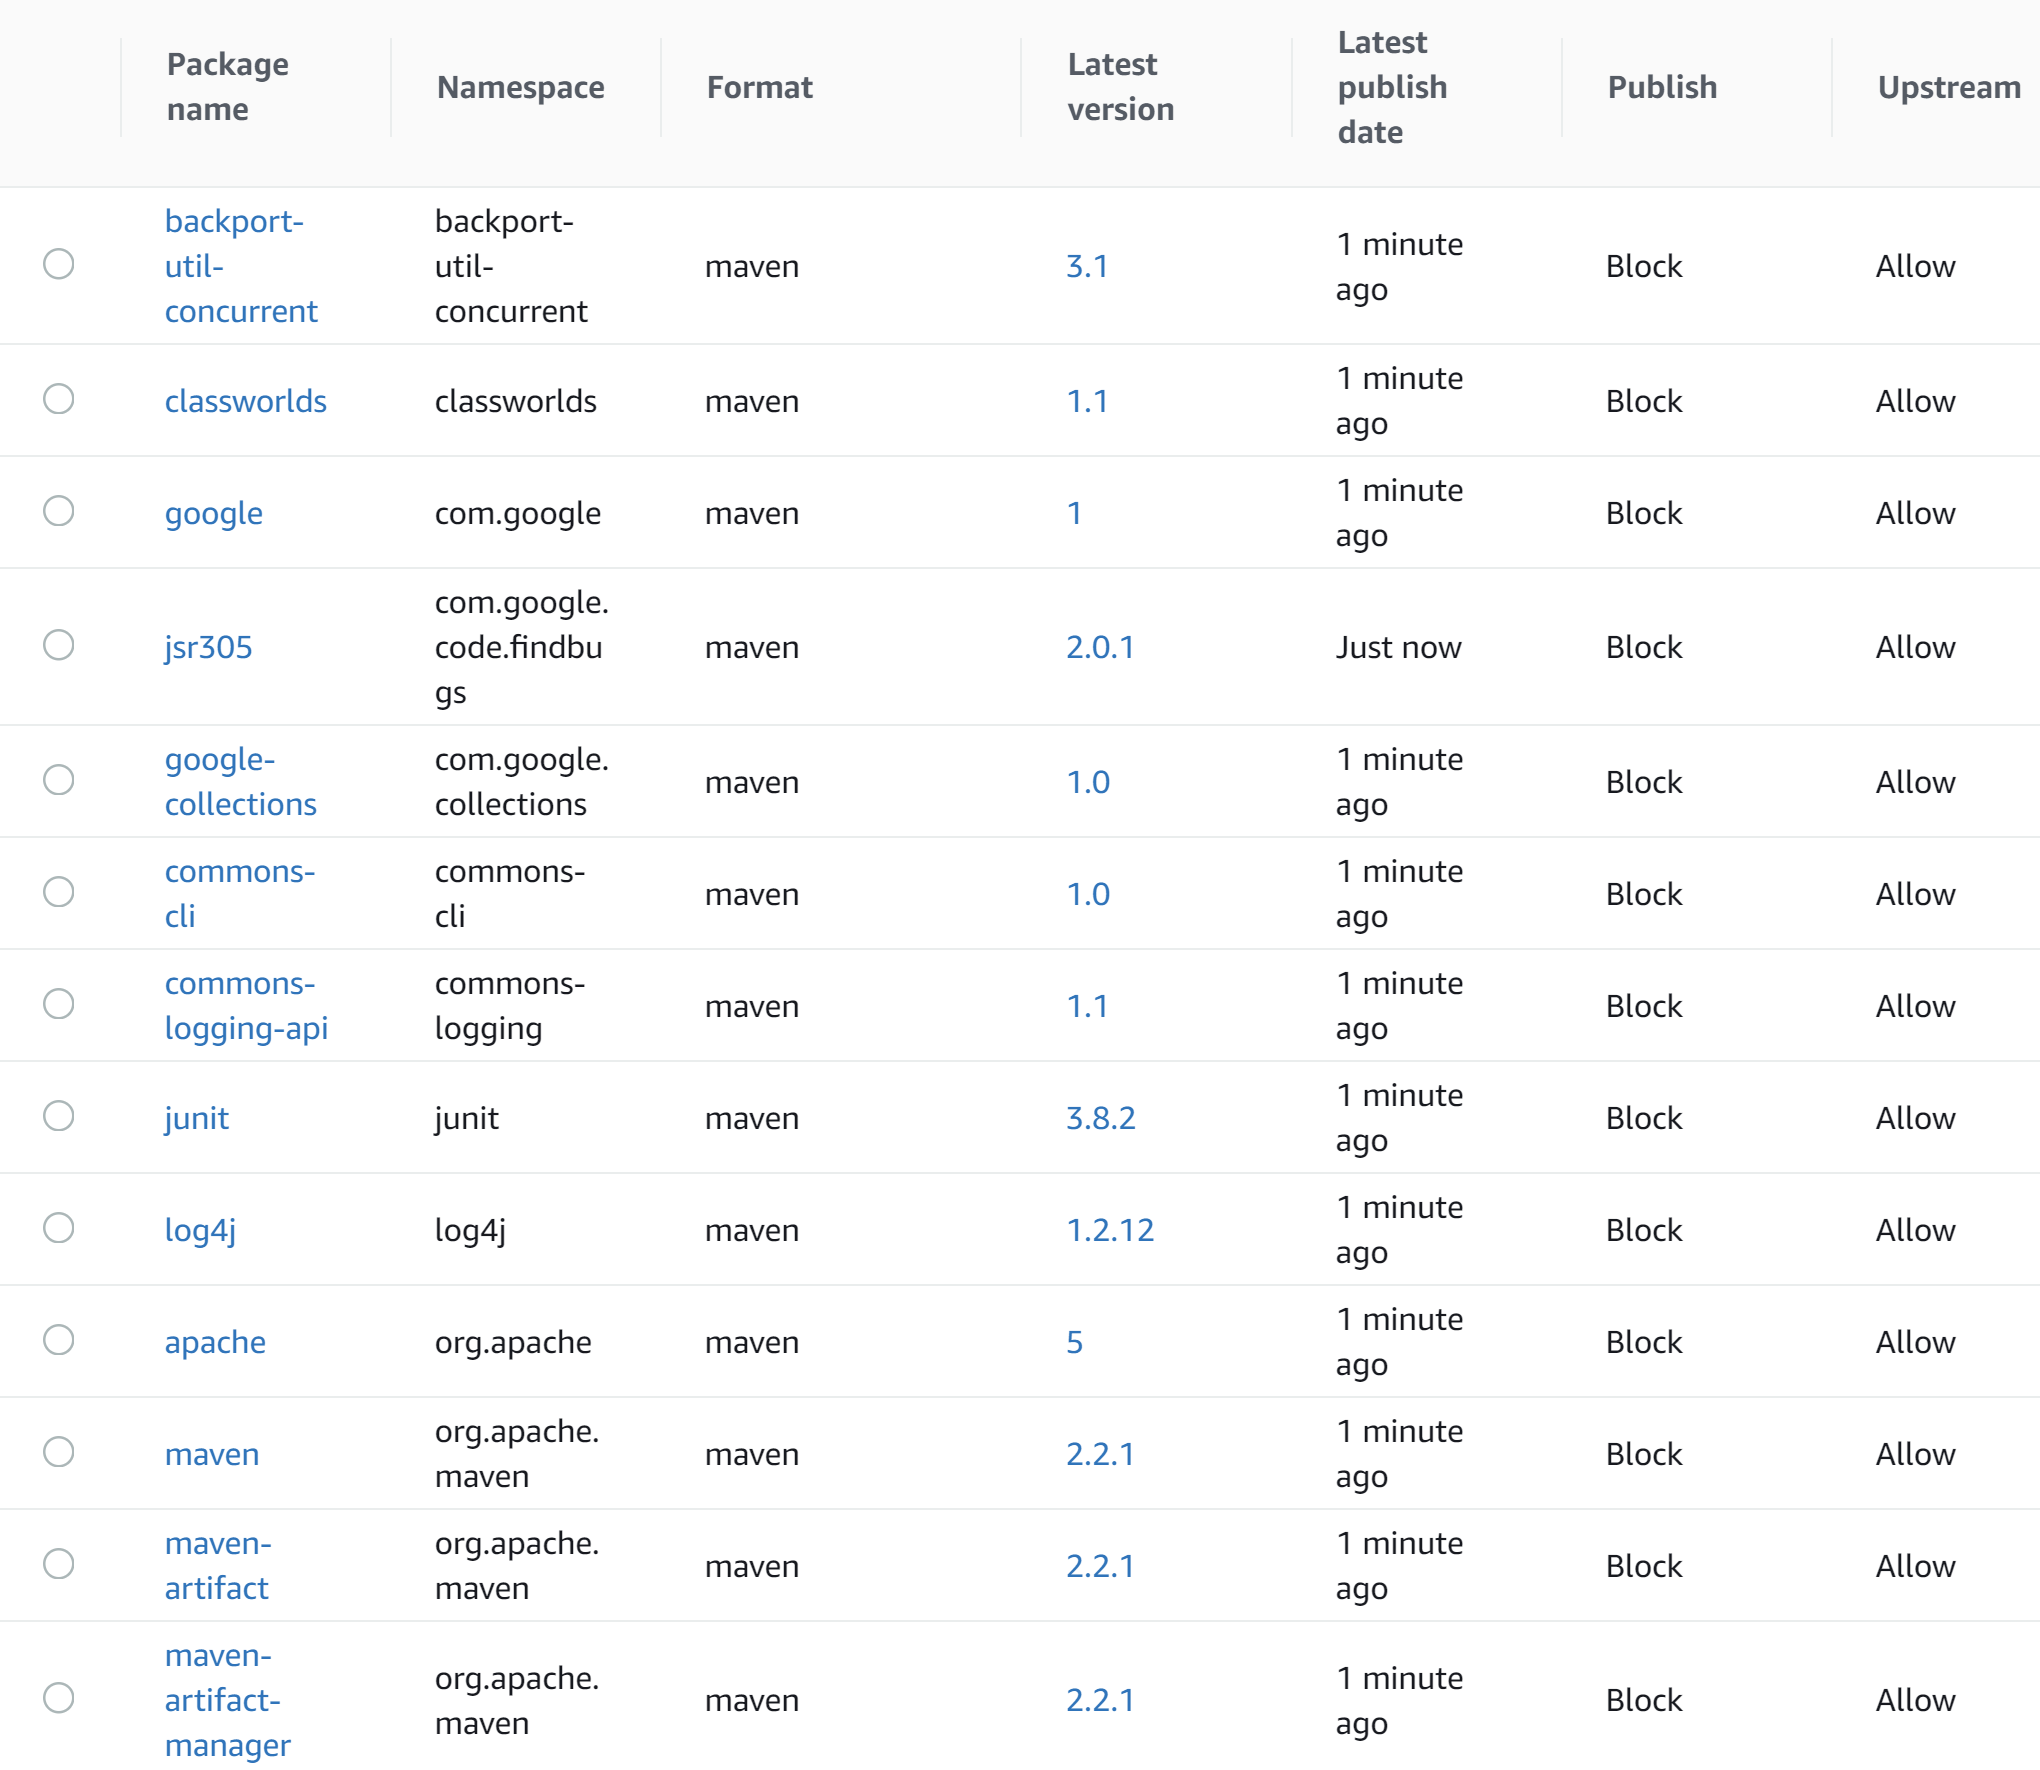 Package name	Namespace	Format	Latest version	Latest publish date	Publish	Upstream
backport-util-concurrent	backport-util-concurrent	maven	3.1	1 minute ago	Block	Allow
classworlds	classworlds	maven	1.1	1 minute ago	Block	Allow
google	com.google	maven	1	1 minute ago	Block	Allow
jsr305	com.google.code.findbugs	maven	2.0.1	Just now	Block	Allow
google-collections	com.google.collections	maven	1.0	1 minute ago	Block	Allow
commons-cli	commons-cli	maven	1.0	1 minute ago	Block	Allow
commons-logging-api	commons-logging	maven	1.1	1 minute ago	Block	Allow
junit	junit	maven	3.8.2	1 minute ago	Block	Allow
log4j	log4j	maven	1.2.12	1 minute ago	Block	Allow
apache	org.apache	maven	5	1 minute ago	Block	Allow
maven	org.apache.maven	maven	2.2.1	1 minute ago	Block	Allow
maven-artifact	org.apache.maven	maven	2.2.1	1 minute ago	Block	Allow
maven-artifact-manager	org.apache.maven	maven	2.2.1	1 minute ago	Block	Allow